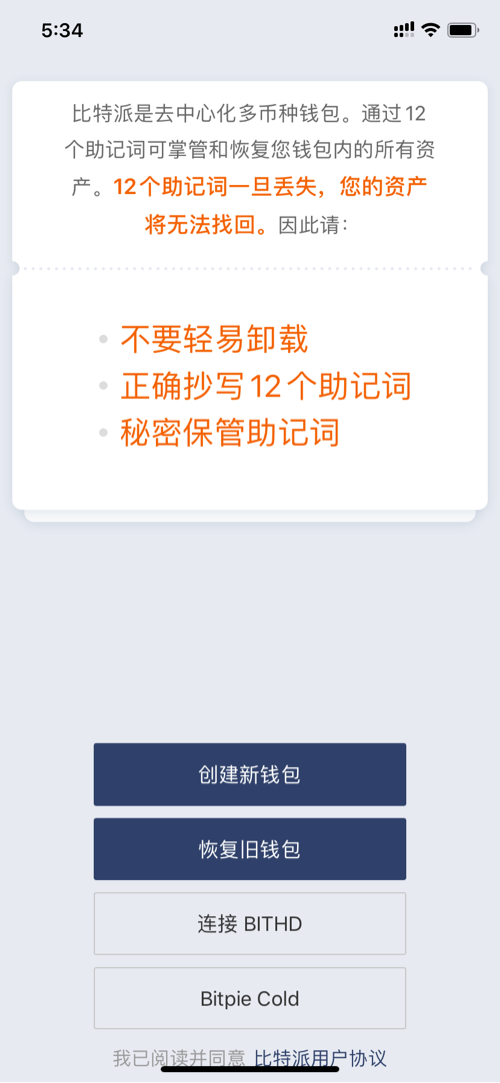 5:34
比特派是去中心化多币种钱包。通过12
个助记词可掌管和恢复您钱包内的所有资
产。12个助记词一旦丢失，您的资产
将无法找回。因此请：
不要轻易卸载
正确抄写12个助记词
秘密保管助记词
创建新钱包
恢复旧钱包
连接 BITHD
Bitpie Cold
我已阅读并同意 比特派用户协议